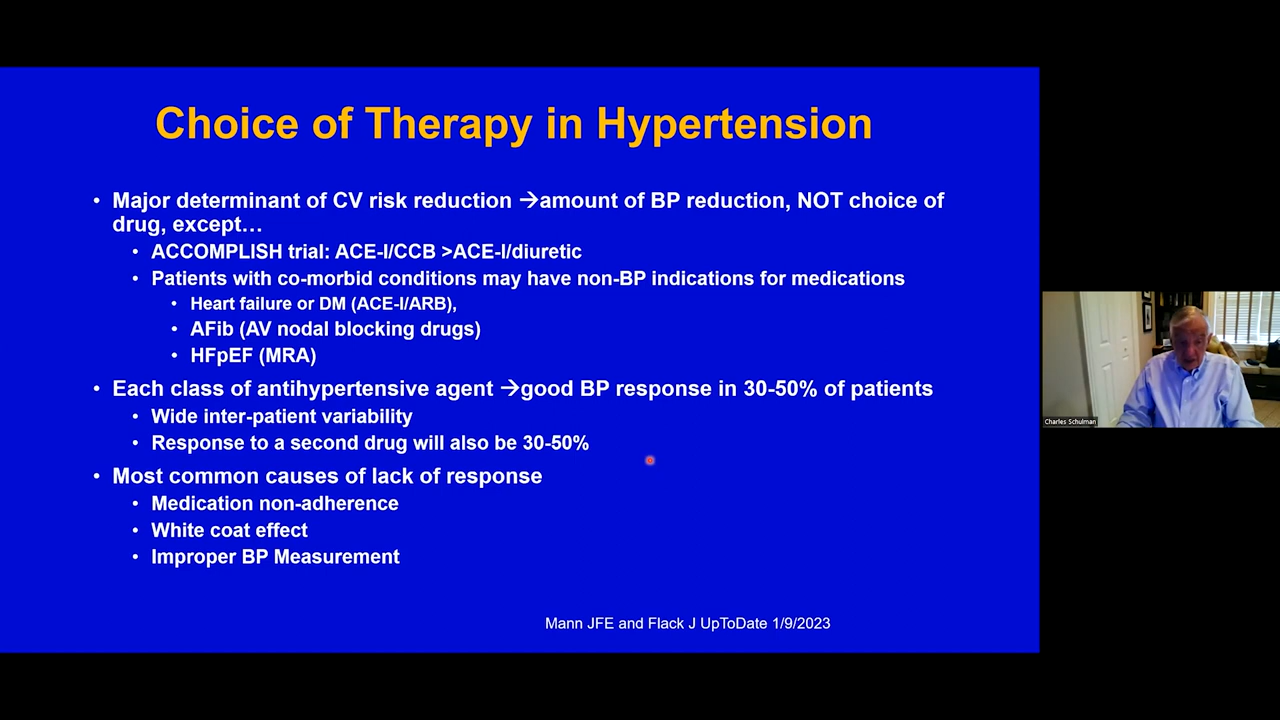 Choice of Therapy in Hypertension
• Major determinant of CV risk reduction →amount of BP reduction, NOT choice of
drug, except…
• ACCOMPLISH trial: ACE-I/CCB >ACE-I/diuretic
• Patients with co-morbid conditions may have non-BP indications for medications
• Heart failure or DM (ACE-I/ARB),
• AFib (AV nodal blocking drugs)
• HFpEF (MRA)
• Each class of antihypertensive agent →good BP response in 30-50% of patients
• Wide inter-patient variability
• Response to a second drug will also be 30-50%
• Most common causes of lack of response
• Medication non-adherence
• White coat effect
• Improper BP Measurement
Mann JFE and Flack J UpToDate 1/9/2023
Charles Schulman